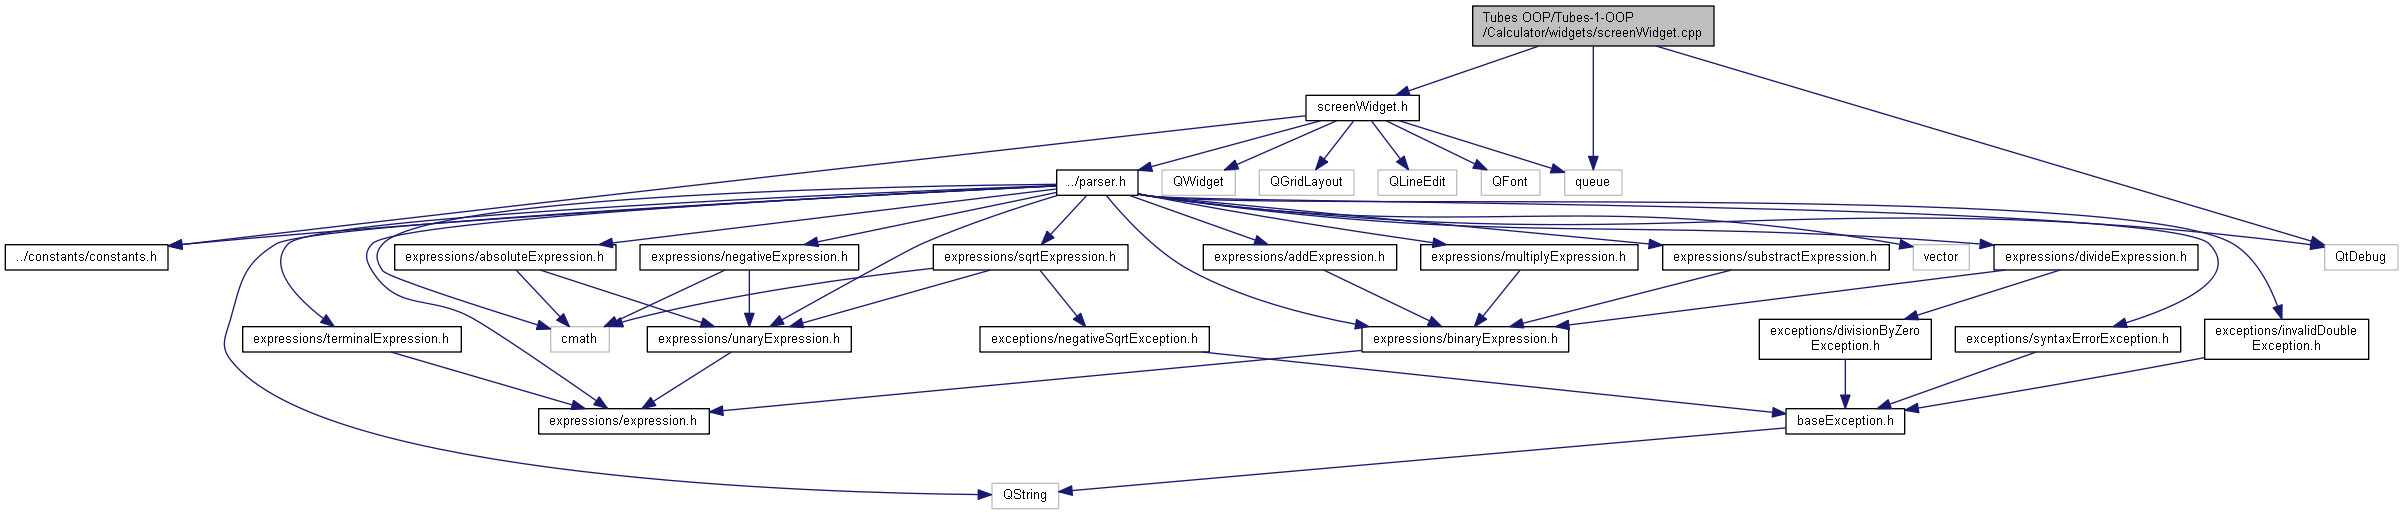 Tubes OOP/Tubes-1-OOP
/Calculator/widgets/screenWidget.cpp
screenWidget.h
../parser.h
QWidget
QGridLayout
QLineEdit
QFont
queue
../constants/constants.h
expressions/absoluteExpression.h
expressions/negativeExpression.h
expressions/sqrtExpression.h
expressions/addExpression.h
expressions/multiplyExpression.h
expressions/substractExpression.h
vector
expressions/divideExpression.h
QtDebug
expressions/terminalExpression.h
cmath
expressions/unaryExpression.h
exceptions/negativeSqrtException.h
expressions/binaryExpression.h
exceptions/divisionByZero
Exception.h
exceptions/syntaxErrorException.h
exceptions/invalidDouble
Exception.h
expressions/expression.h
baseException.h
QString